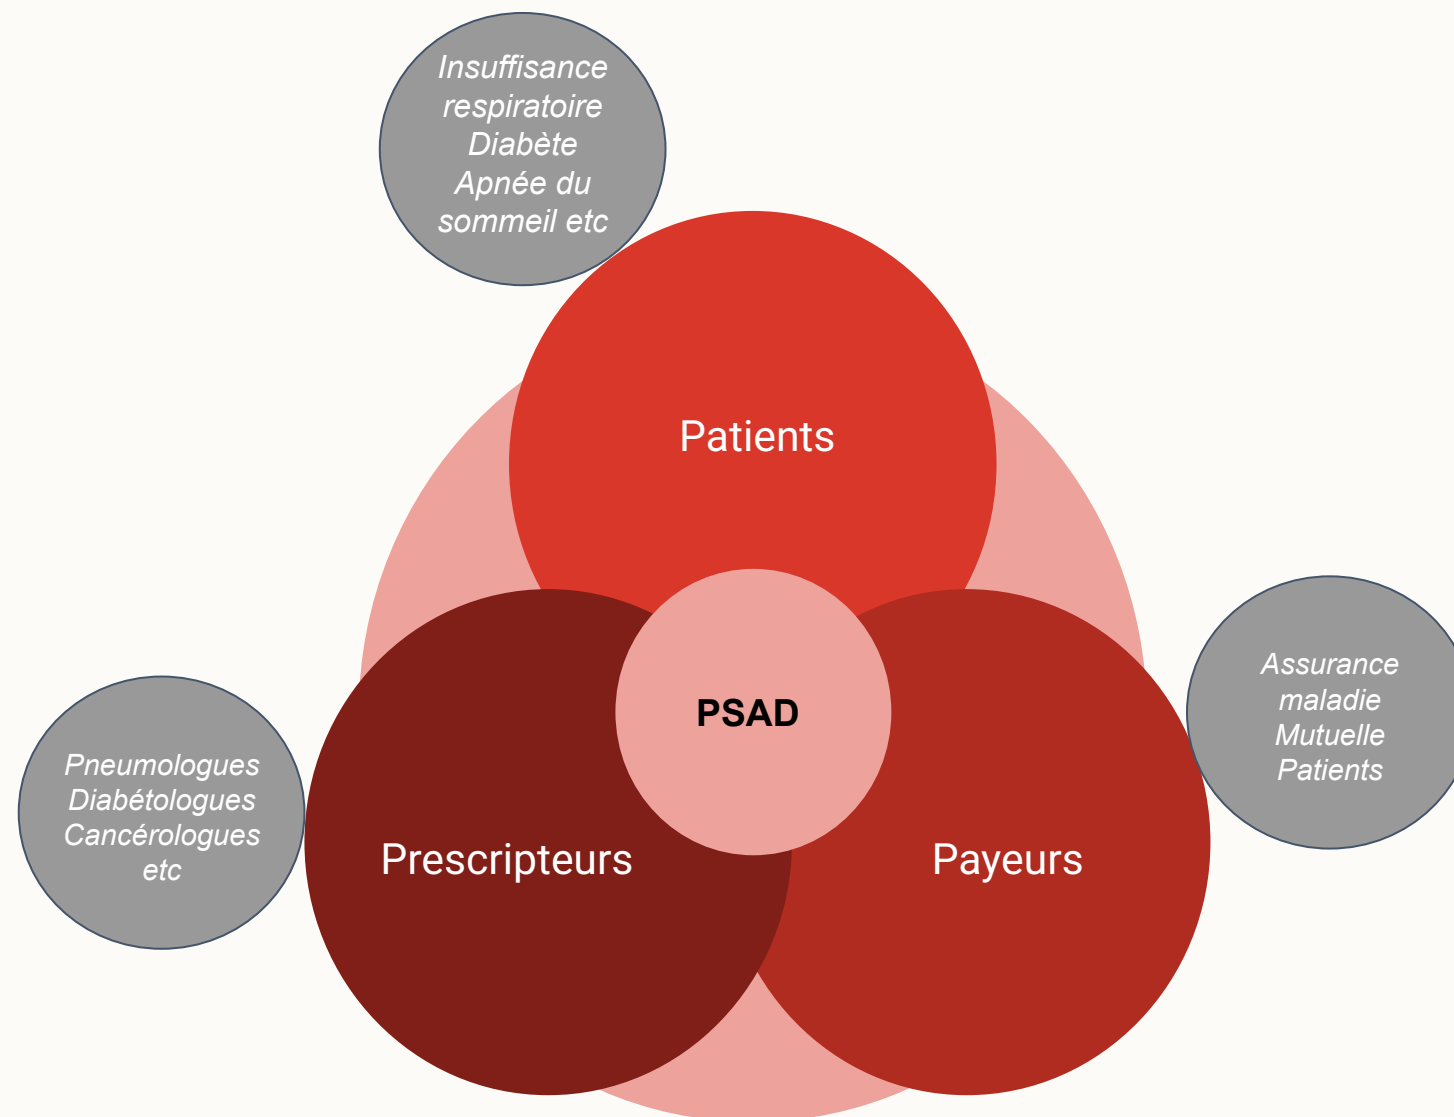 Insuffisance
respiratoire
Diabète
Apnée du
sommeil etc
Patients
PSAD
Assurance
maladie
Mutuelle
Patients
Pneumologues
Diabétologues
Cancérologues
etc
Prescripteurs
Payeurs